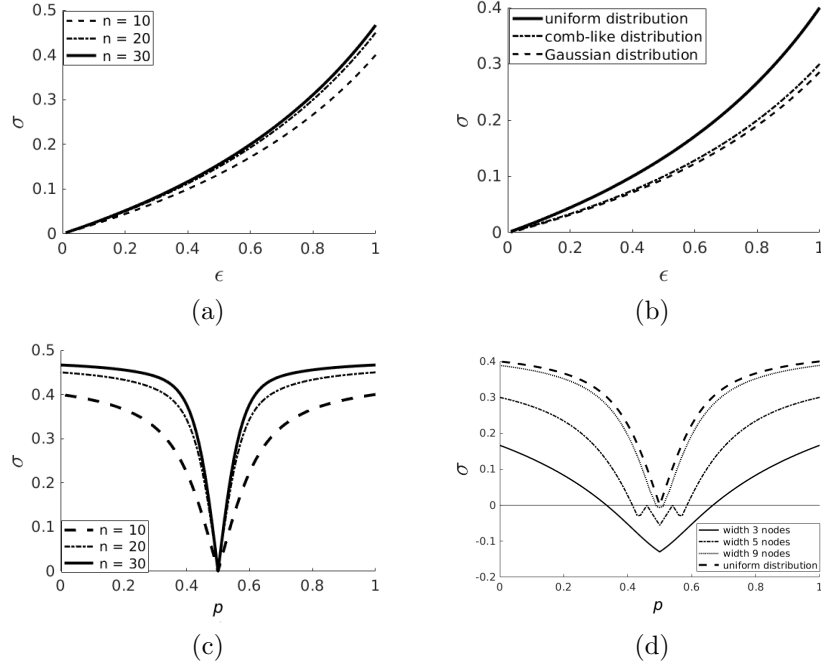 0.5
0.4
0.3
0.2
0.1
0
σ
n = 10
n = 20
n = 30
0 0.2 0.4 0.6 0.8 1
ϵ
(a)
0.4
0.3
0.2
0.1
0
σ
uniform distribution
comb-like distribution
Gaussian distribution
0 0.2 0.4 0.6 0.8 1
ϵ
(b)
0.5
0.4
0.3
0.2
0.1
0
σ
n = 10
n = 20
n = 30
0 0.2 0.4 0.6 0.8 1
p
(c)
0.4
0.3
0.2
0.1
0
-0.1
-0.2
σ
width 3 nodes
width 5 nodes
width 9 nodes
uniform distribution
0 0.2 0.4 0.6 0.8 1
p
(d)